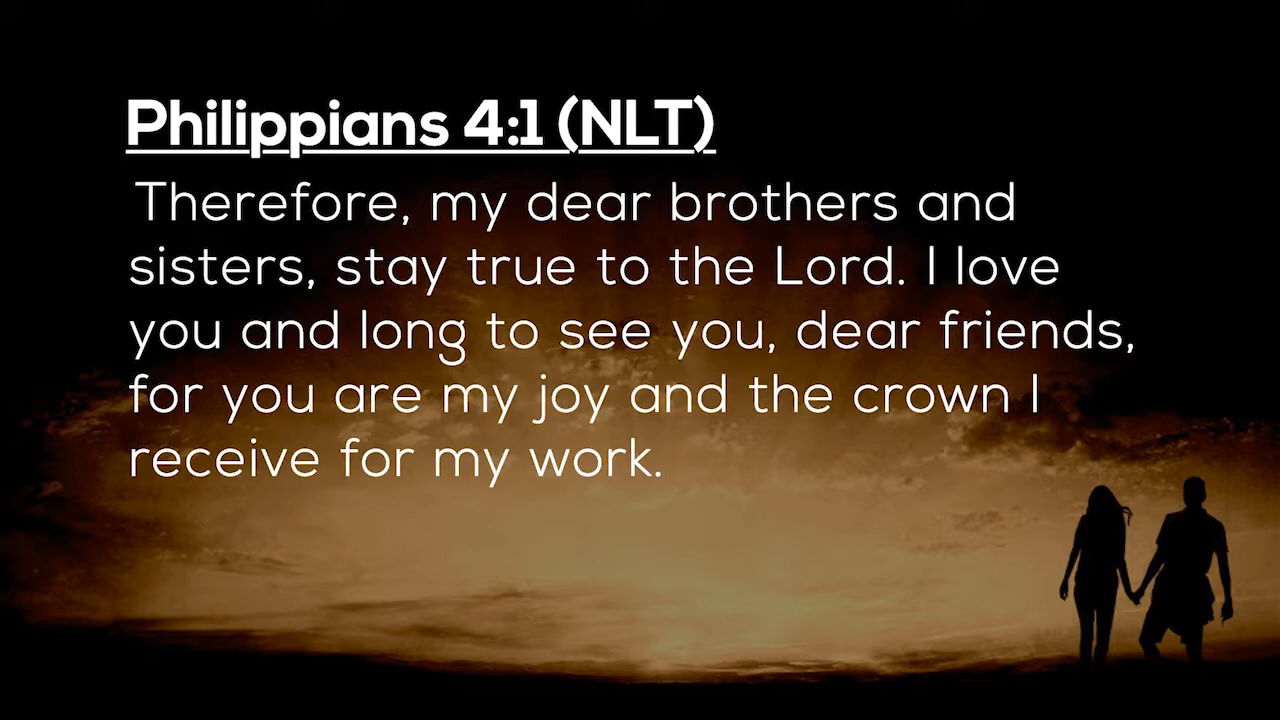 Philippians 4:1 (NLT)
Therefore, my dear brothers and
sisters, stay true to the Lord. I love
you and long to see you, dear friends,
for you are my joy and the crown I
receive for my work.